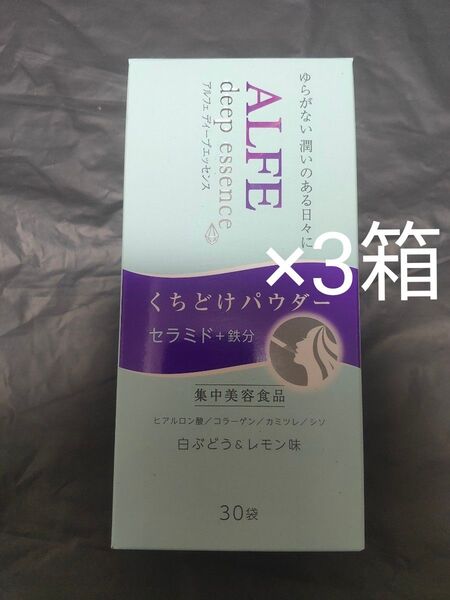 ゆらがない 潤いのある日々に
ALFE
deep essence
アルフェ ディープエッセンス
×3箱
くちどけパウダー
セラミド+鉄分
集中美容食品
ヒアルロン酸/コラーゲン/カミツレ/シソ
白ぶどう&レモン味
30袋